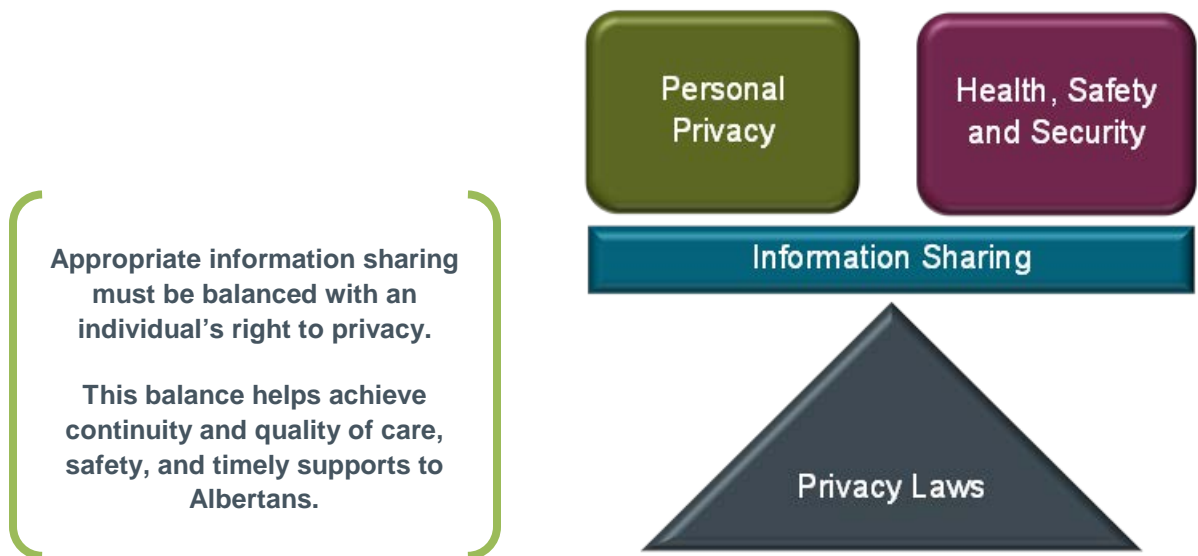 Appropriate information sharing
must be balanced with an
individual’s right to privacy.
This balance helps achieve
continuity and quality of care,
safety, and timely supports to
Albertans.
Personal
Privacy
Health, Safety
and Security
Information Sharing
Privacy Laws